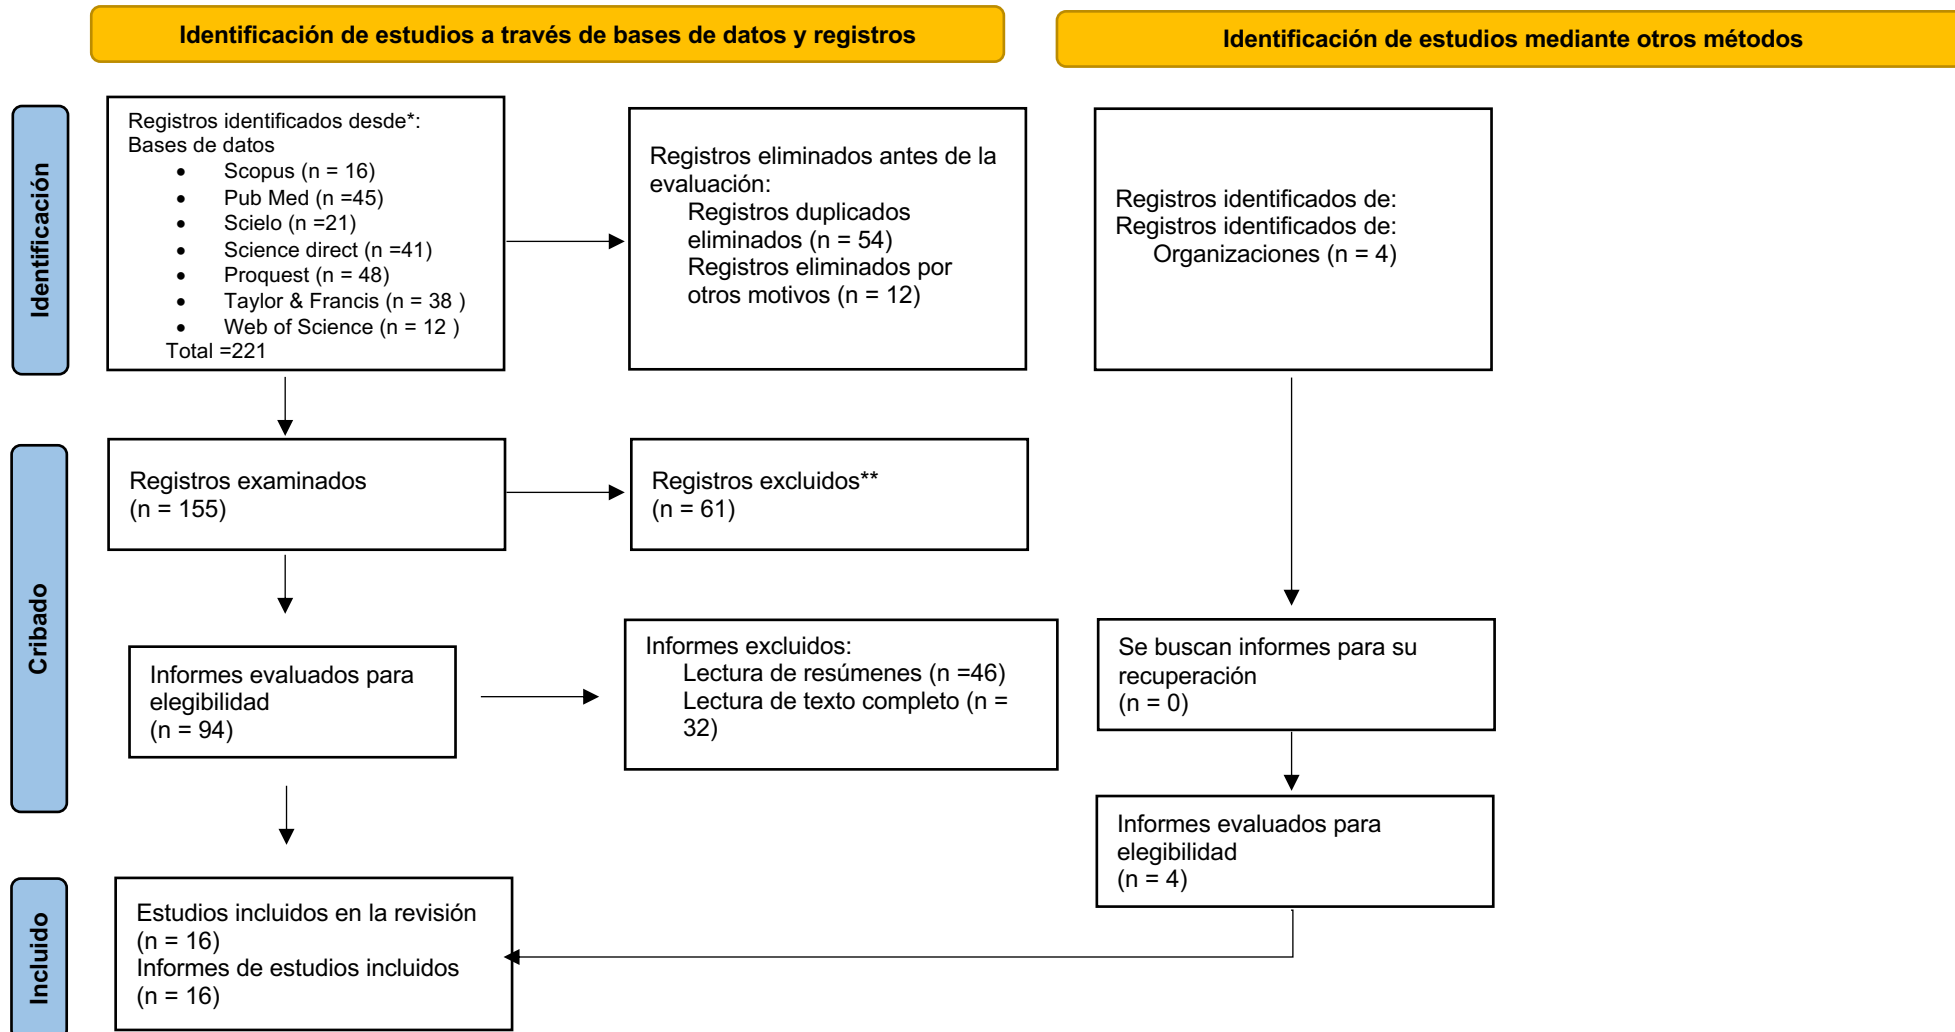 Identificación de estudios a través de bases de datos y registros
Identificación de estudios mediante otros métodos
Identificación
Registros identificados desde*:
Bases de datos
• Scopus (n = 16)
• Pub Med (n =45)
• Scielo (n =21)
• Science direct (n =41)
• Proquest (n = 48)
• Taylor & Francis (n = 38 )
• Web of Science (n = 12 )
Total =221
Registros eliminados antes de la
evaluación:
Registros duplicados
eliminados (n = 54)
Registros eliminados por
otros motivos (n = 12)
Registros identificados de:
Registros identificados de:
Organizaciones (n = 4)
Cribado
Registros examinados
(n = 155)
Registros excluidos**
(n = 61)
Informes evaluados para
elegibilidad
(n = 94)
Informes excluidos:
Lectura de resúmenes (n =46)
Lectura de texto completo (n =
32)
Se buscan informes para su
recuperación
(n = 0)
Informes evaluados para
elegibilidad
(n = 4)
Incluido
Estudios incluidos en la revisión
(n = 16)
Informes de estudios incluidos
(n = 16)